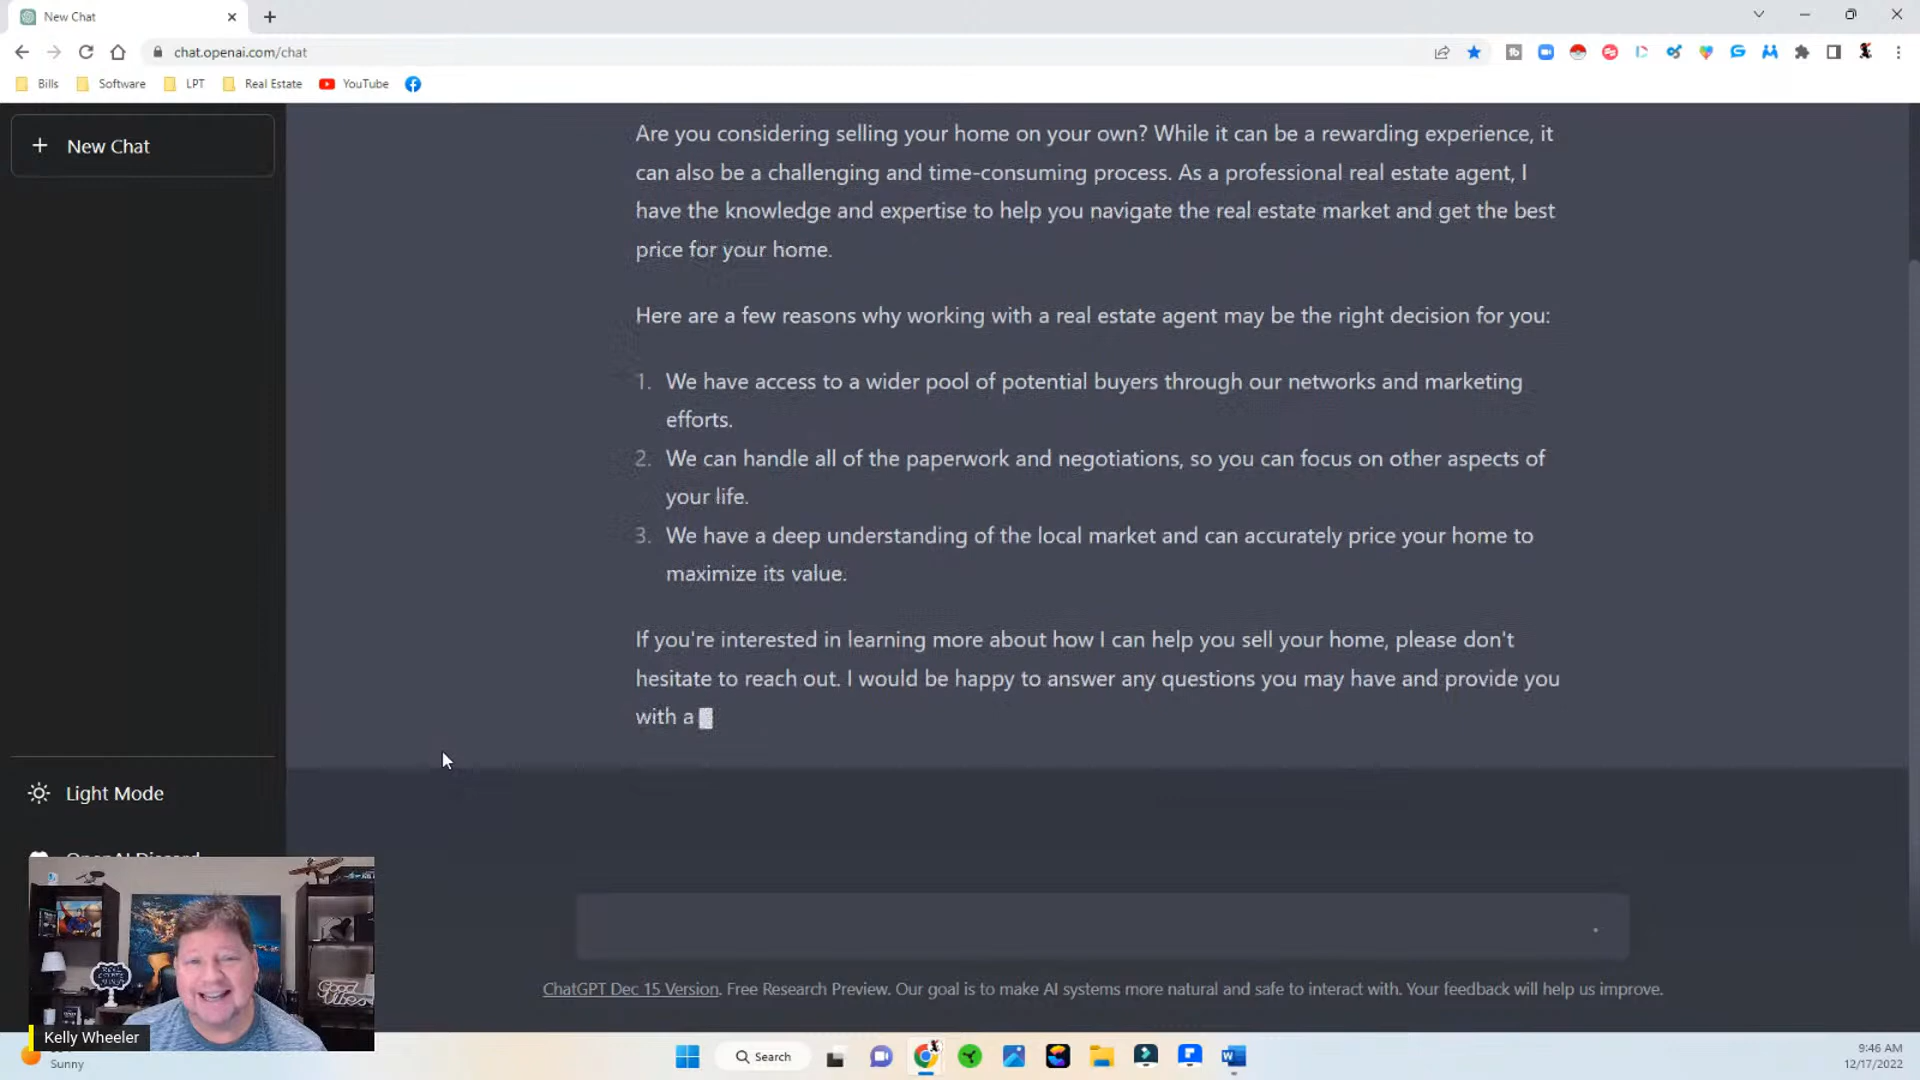 New Chat
chat.openai.com/chat
Bills Software LPT Real Estate YouTube
New Chat
Are you considering selling your home on your own? While it can be a rewarding experience, it
can also be a challenging and time-consuming process. As a professional real estate agent, I
have the knowledge and expertise to help you navigate the real estate market and get the best
price for your home.
Here are a few reasons why working with a real estate agent may be the right decision for you:
1. We have access to a wider pool of potential buyers through our networks and marketing
efforts.
2. We can handle all of the paperwork and negotiations, so you can focus on other aspects of
your life.
3. We have a deep understanding of the local market and can accurately price your home to
maximize its value.
If you're interested in learning more about how I can help you sell your home, please don't
hesitate to reach out. I would be happy to answer any questions you may have and provide you
with a
Light Mode
OpenAI Discord
REAL ESTATE
Good Vibes
Kelly Wheeler
ChatGPT Dec 15 Version. Free Research Preview. Our goal is to make AI systems more natural and safe to interact with. Your feedback will help us improve.
Sunny
Search
9:46 AM
12/17/2022